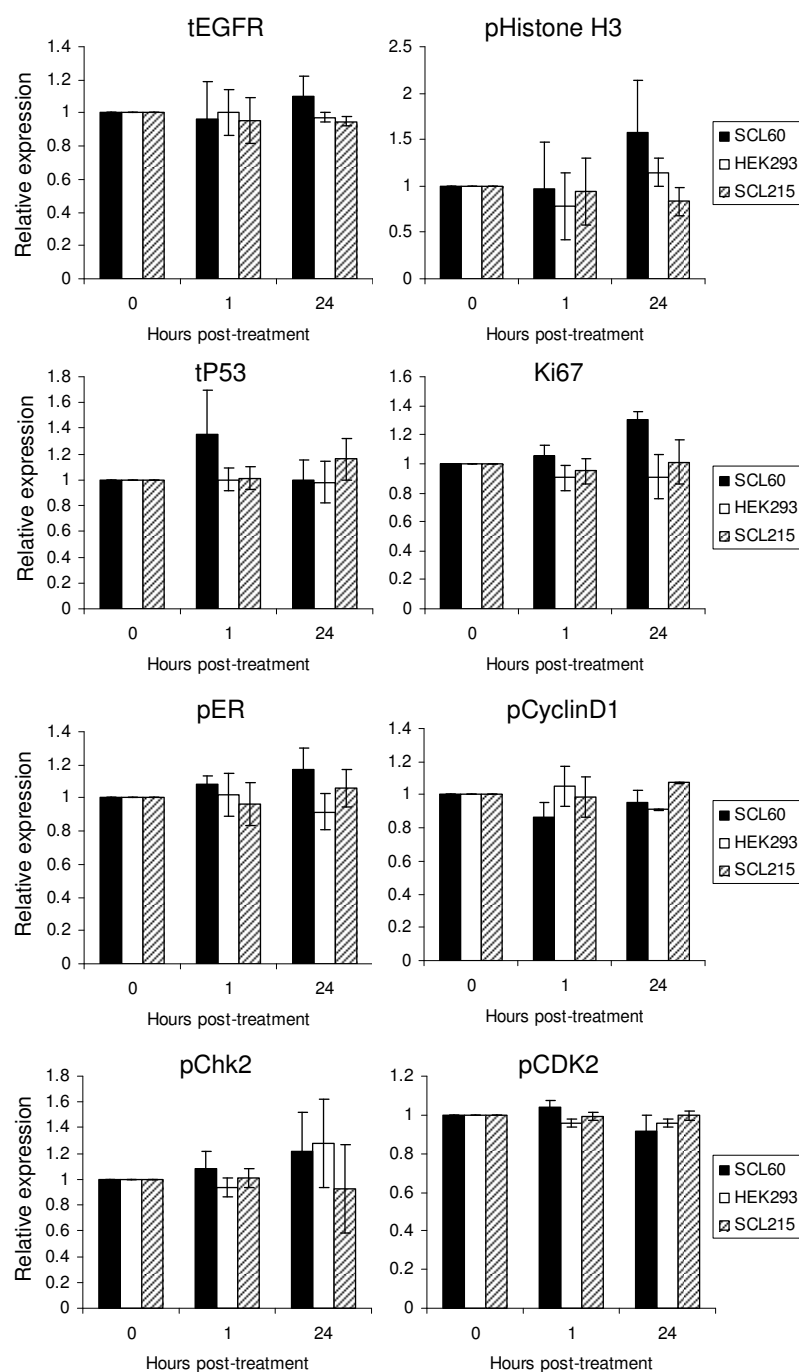 tEGFR
Relative expression
1.4
1.2
1
0.8
0.6
0.4
0.2
0
0 1 24
Hours post-treatment
pHistone H3
2.5
2
1.5
1
0.5
0
0 1 24
Hours post-treatment
SCL60
HEK293
SCL215
tP53
Relative expression
1.8
1.6
1.4
1.2
1
0.8
0.6
0.4
0.2
0
0 1 24
Hours post-treatment
Ki67
1.6
1.4
1.2
1
0.8
0.6
0.4
0.2
0
0 1 24
Hours post-treatment
SCL60
HEK293
SCL215
pER
Relative expression
1.4
1.2
1
0.8
0.6
0.4
0.2
0
0 1 24
Hours post-treatment
pCyclinD1
1.4
1.2
1
0.8
0.6
0.4
0.2
0
0 1 24
Hours post-treatment
SCL60
HEK293
SCL215
pChk2
Relative expression
1.8
1.6
1.4
1.2
1
0.8
0.6
0.4
0.2
0
0 1 24
Hours post-treatment
pCDK2
1.2
1
0.8
0.6
0.4
0.2
0
0 1 24
Hours post-treatment
SCL60
HEK293
SCL215